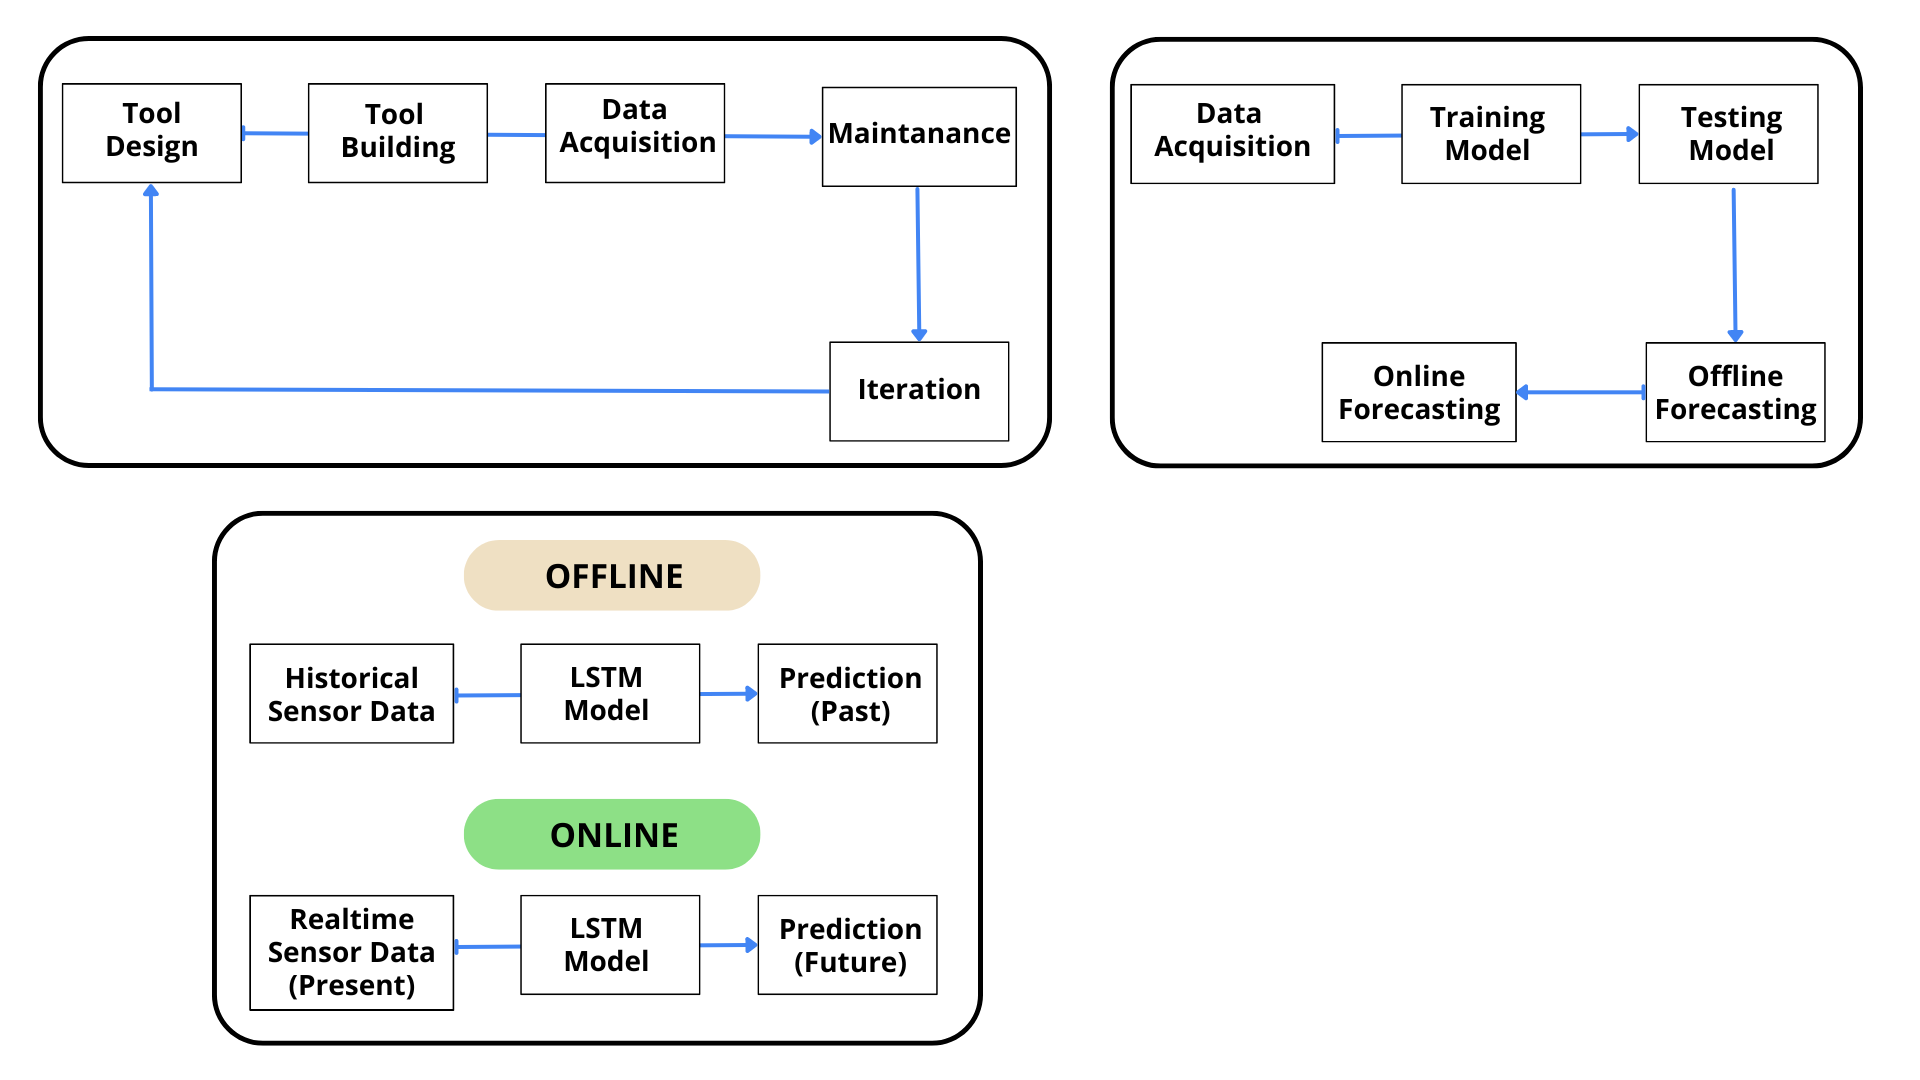 Tool
Design
Tool
Building
Data
Acquisition
Maintanance
Iteration
Data
Acquisition
Training
Model
Testing
Model
Online
Forecasting
Offline
Forecasting
OFFLINE
Historical
Sensor Data
LSTM
Model
Prediction
(Past)
ONLINE
Realtime
Sensor Data
(Present)
LSTM
Model
Prediction
(Future)